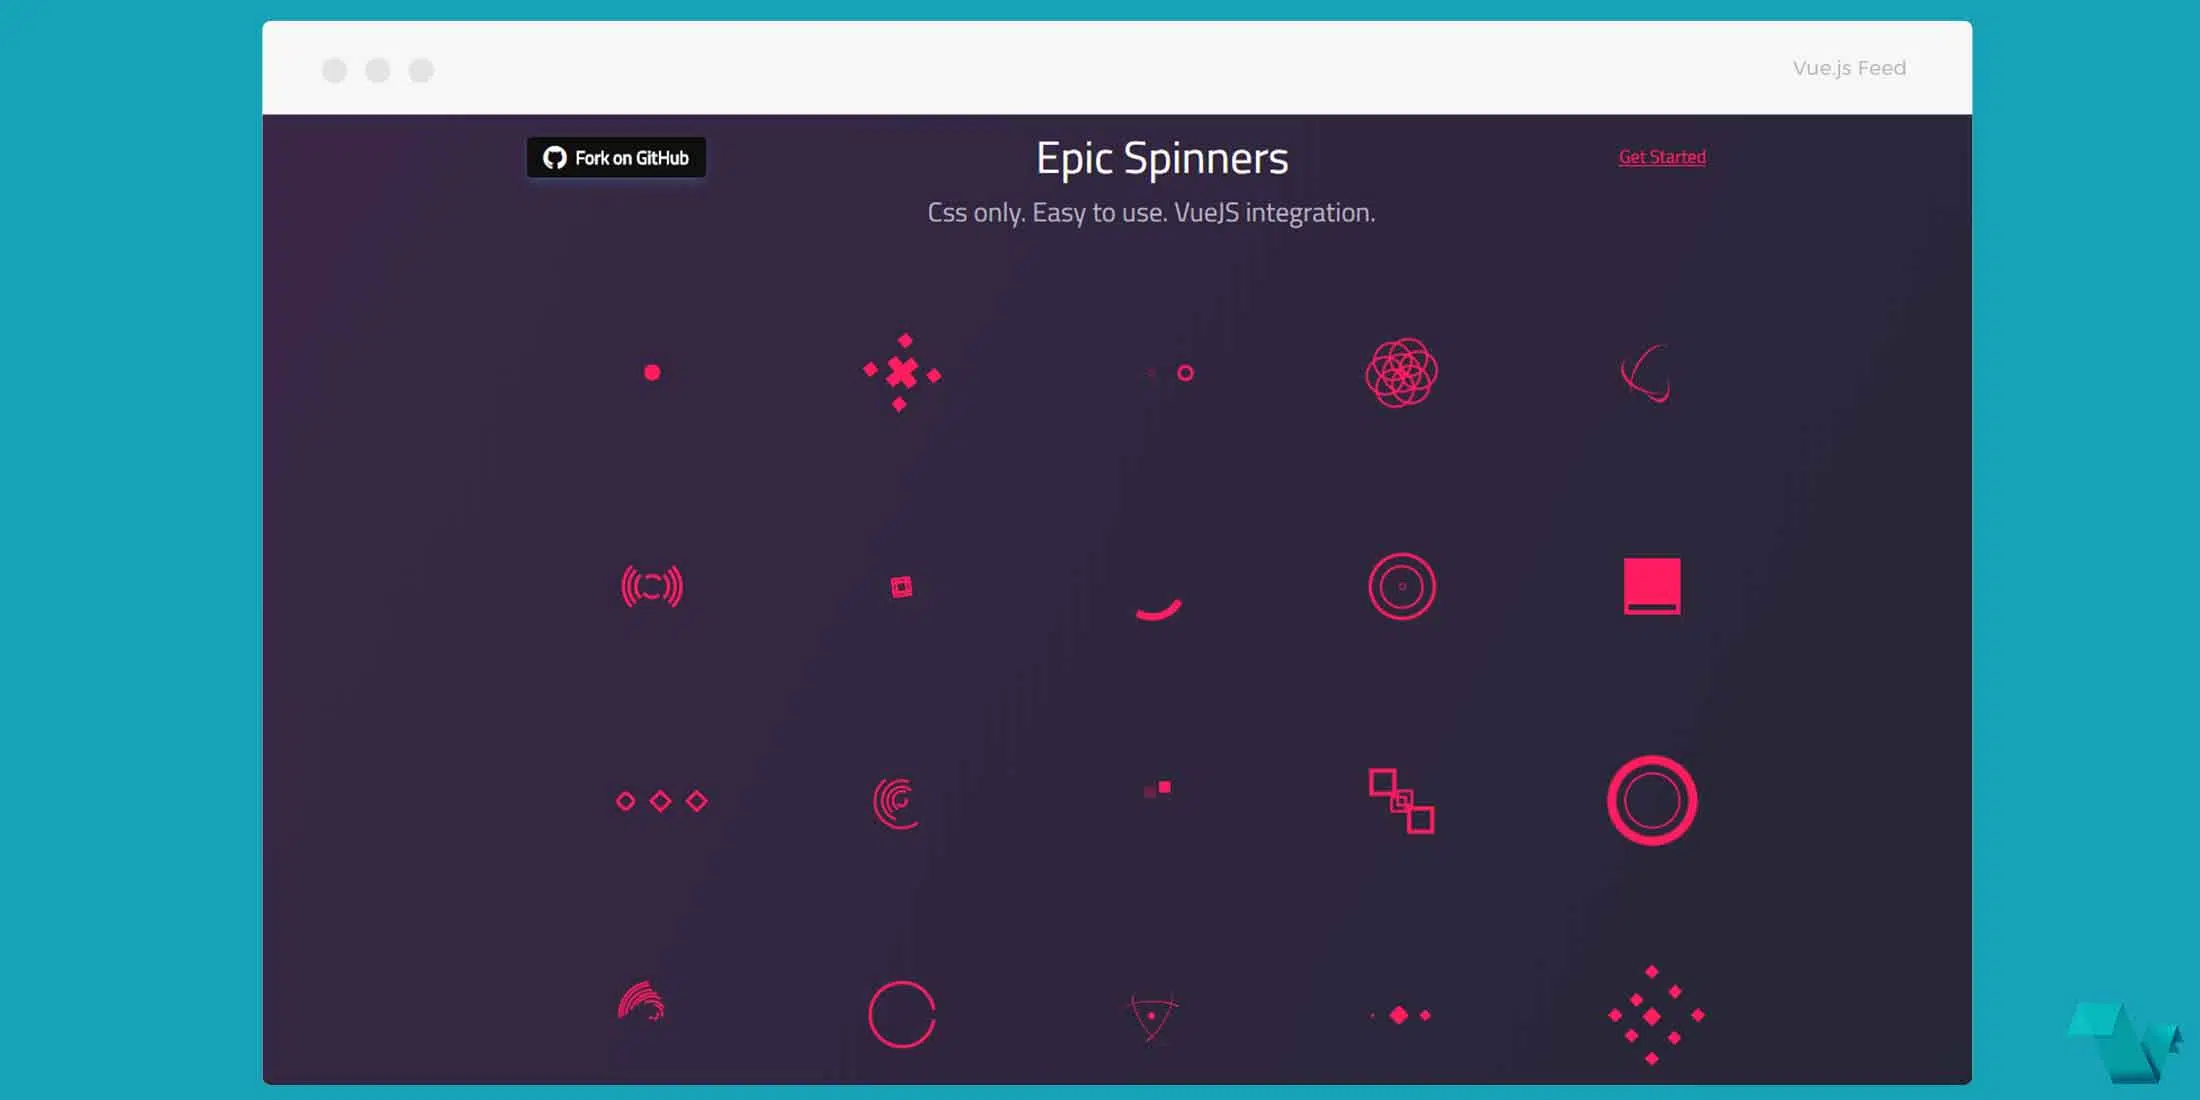 Vue.js Feed
Fork on GitHub
Epic Spinners
Get Started
Css only. Easy to use. VueJS integration.